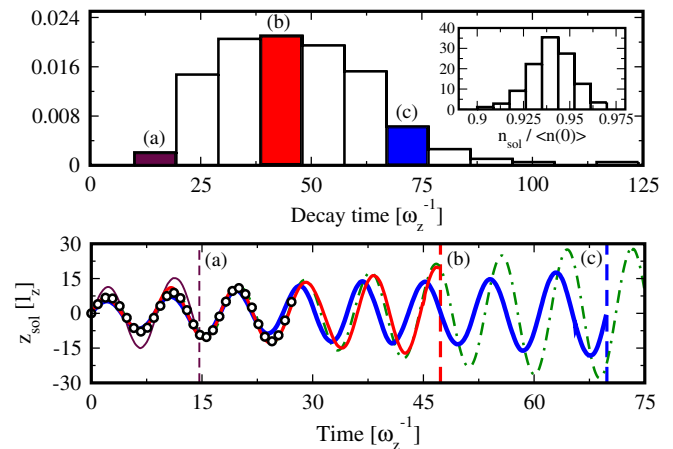 0.024
0.016
0.008
0
(a)
(b)
(c)
40
30
20
10
0
0.9 0.925 0.95 0.975
n_sol / <n(0)>
0 25 50 75 100 125
Decay time [ω_z^-1]
30
15
0
-15
-30
z_sol [l_z]
(a)
(b)
(c)
0 15 30 45 60 75
Time [ω_z^-1]